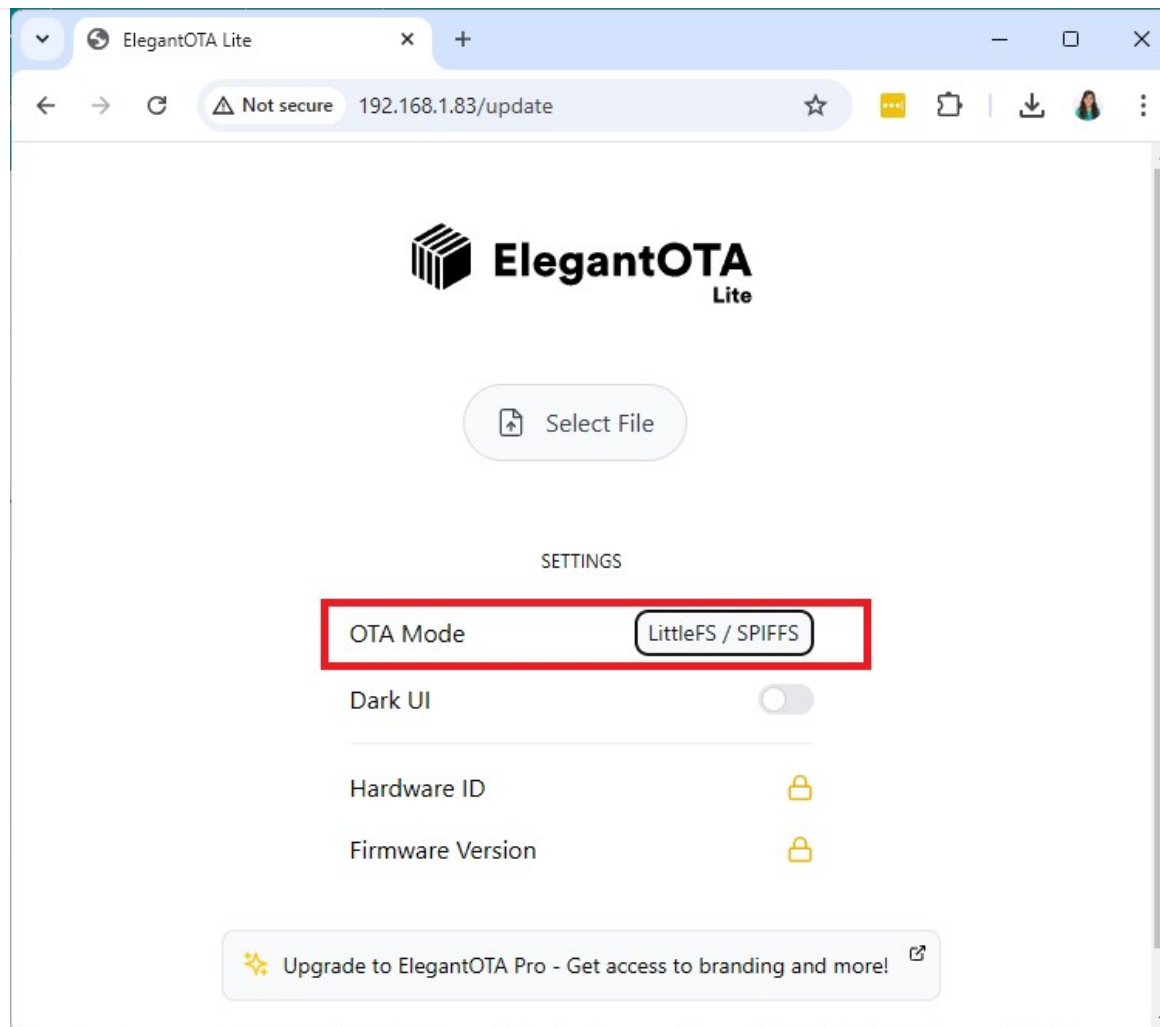 ElegantOTA Lite
Not secure 192.168.1.83/update
ElegantOTA
Lite
Select File
SETTINGS
OTA Mode LittleFS / SPIFFS
Dark UI
Hardware ID
Firmware Version
Upgrade to ElegantOTA Pro - Get access to branding and more!